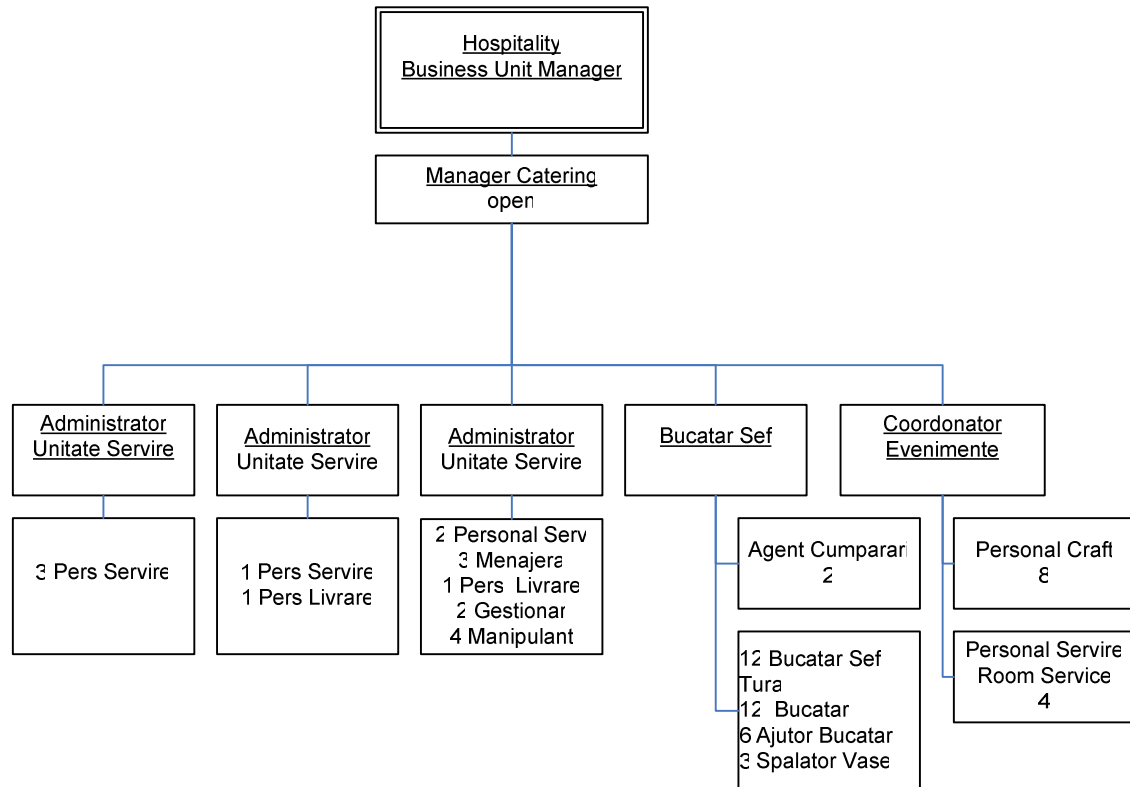 Hospitality
Business Unit Manager
Manager Catering
open
Administrator
Unitate Servire
Administrator
Unitate Servire
Administrator
Unitate Servire
Bucatar Sef
Coordonator
Evenimente
3 Pers Servire
1 Pers Servire
1 Pers Livrare
2 Personal Serv
3 Menajera
1 Pers Livrare
2 Gestionar
4 Manipulant
Agent Cumparari
2
12 Bucatar Sef
Tura
12 Bucatar
6 Ajutor Bucatar
3 Spalator Vase
Personal Craft
8
Personal Servire
Room Service
4